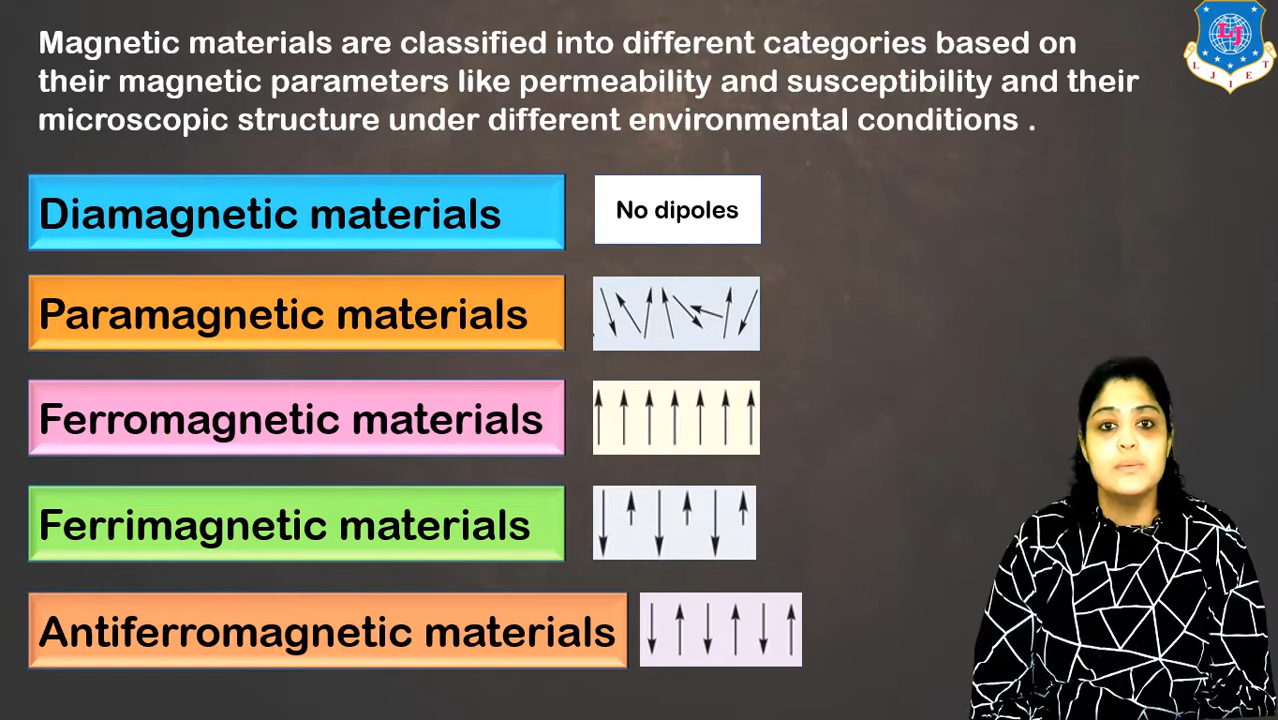 Magnetic materials are classified into different categories based on
their magnetic parameters like permeability and susceptibility and their
microscopic structure under different environmental conditions .
LJ
L J I E T
Diamagnetic materials
No dipoles
Paramagnetic materials
Ferromagnetic materials
Ferrimagnetic materials
Antiferromagnetic materials